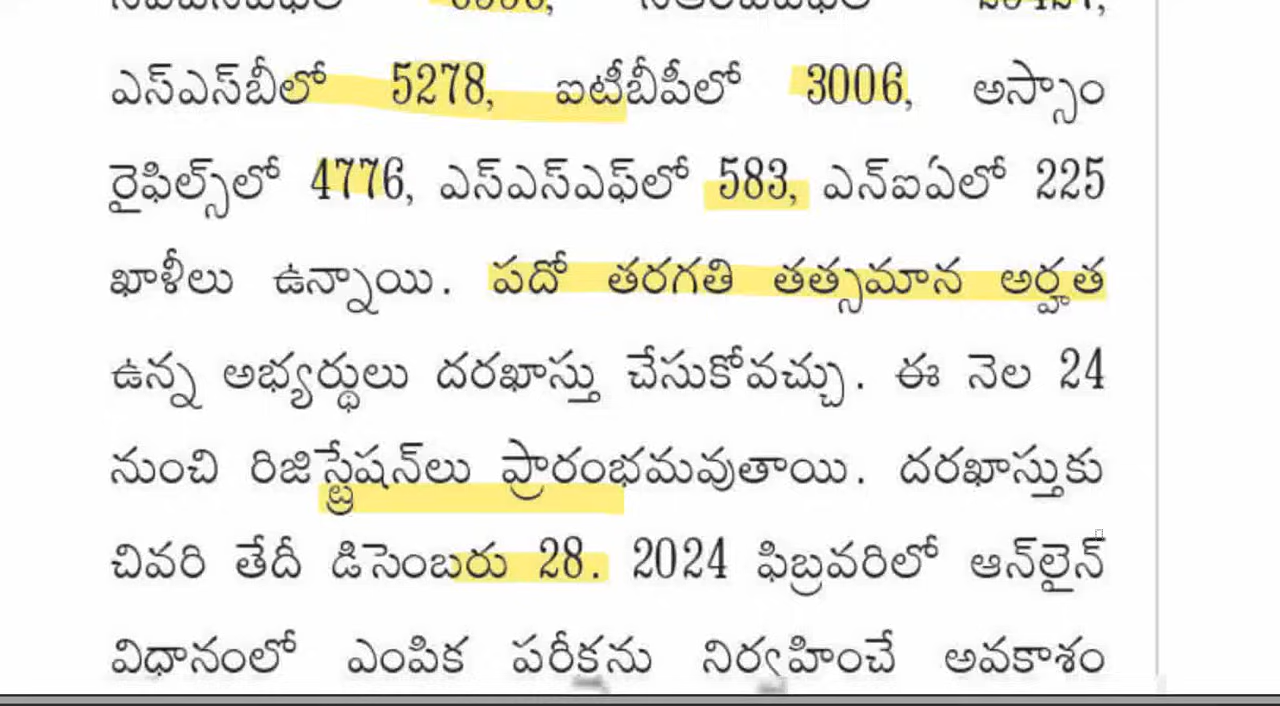 ఎస్ఎస్‌బీలో 5278, ఐటీబీపీలో 3006, అస్సాం
రైఫిల్స్‌లో 4776, ఎస్ఎస్ఎఫ్‌లో 583, ఎన్ఐఏలో 225
ఖాళీలు ఉన్నాయి. పదో తరగతి తత్సమాన అర్హత
ఉన్న అభ్యర్థులు దరఖాస్తు చేసుకోవచ్చు. ఈ నెల 24
నుంచి రిజిస్ట్రేషన్‌లు ప్రారంభమవుతాయి. దరఖాస్తుకు
చివరి తేదీ డిసెంబరు 28. 2024 ఫిబ్రవరిలో ఆన్‌లైన్
విధానంలో ఎంపిక పరీక్షను నిర్వహించే అవకాశం